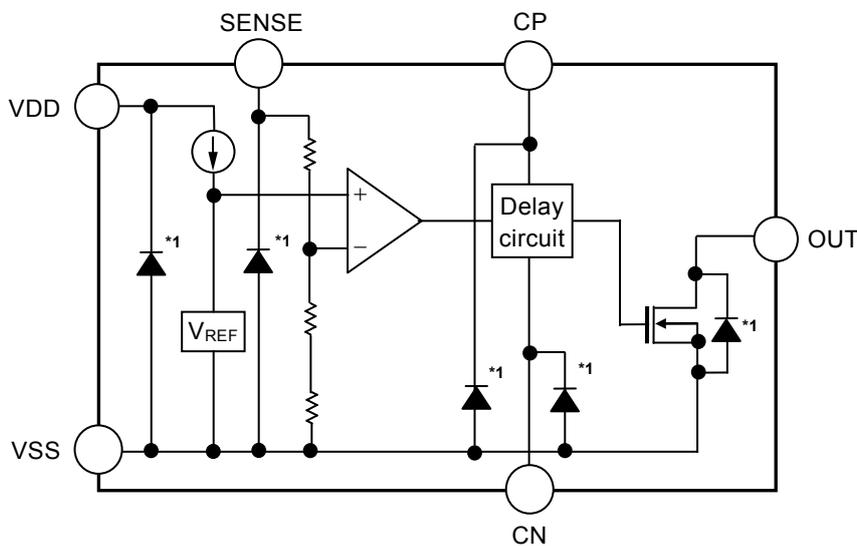 SENSE
CP
VDD
+
Delay
circuit
*1
*1
−
OUT
VREF
*1
*1
*1
VSS
CN